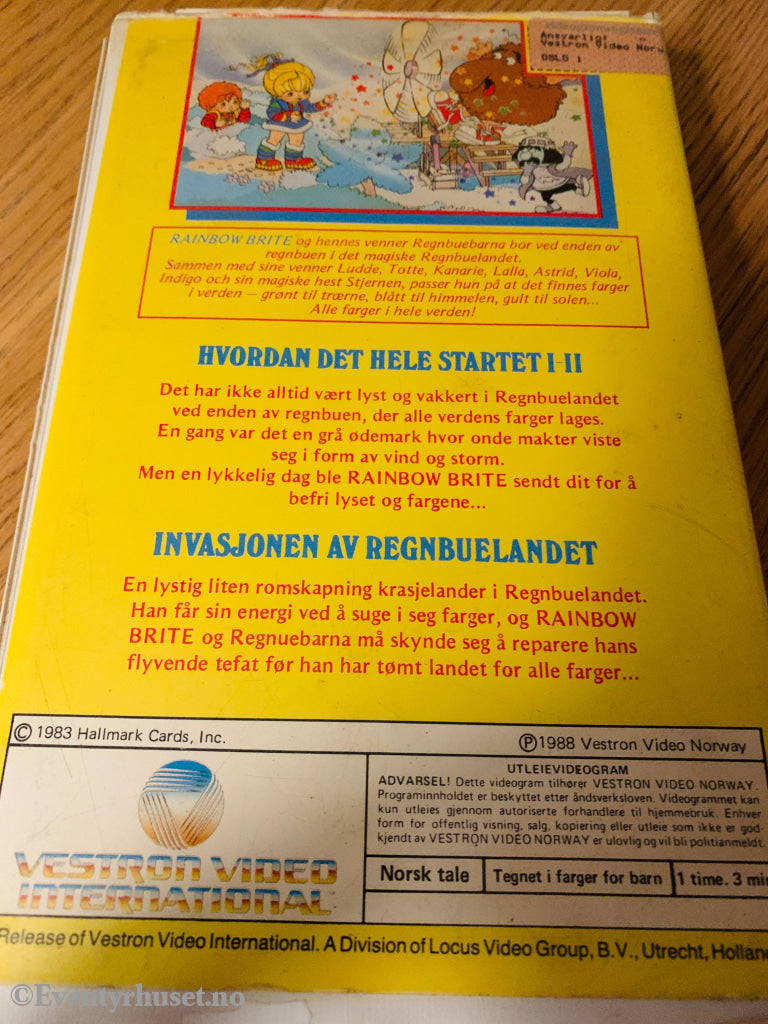 Ansvarlig:
Vestron Video Norw
OSLO 1
RAINBOW BRITE og hennes venner Regnbuebarna bor ved enden av
regnbuen i det magiske Regnbuelandet.
Sammen med sine venner Ludde, Totte, Kanarie, Lalla, Astrid, Viola,
Indigo och sin magiske hest Stjernen, passer hun på at det finnes farger
i verden — grønt til trærne, blått til himmelen, gult til solen...
Alle farger i hele verden!
HVORDAN DET HELE STARTET I-II
Det har ikke alltid vært lyst og vakkert i Regnbuelandet
ved enden av regnbuen, der alle verdens farger lages.
En gang var det en grå ødemark hvor onde makter viste
seg i form av vind og storm.
Men en lykkelig dag ble RAINBOW BRITE sendt dit for å
befri lyset og fargene...
INVASJONEN AV REGNBUELANDET
En lystig liten romskapning krasjelander i Regnbuelandet.
Han får sin energi ved å suge i seg farger, og RAINBOW
BRITE og Regnuebarna må skynde seg å reparere hans
flyvende tefat før han har tømt landet for alle farger...
© 1983 Hallmark Cards, Inc.
℗1988 Vestron Video Norway
VESTRON VIDEO
INTERNATIONAL
UTLEIEVIDEOGRAM
ADVARSEL! Dette videogram tilhører VESTRON VIDEO NORWAY.
Programinnholdet er beskyttet etter åndsverksloven. Videogrammet kan
kun utleies gjennom autoriserte forhandlere til hjemmebruk. Enhver
form for offentlig visning, salg, kopiering eller utleie som ikke er god-
kjendt av VESTRON VIDEO NORWAY er ulovlig og vil bli politianmeldt.
Norsk tale
Tegnet i farger for barn
1 time. 3 min
Release of Vestron Video International. A Division of Locus Video Group, B.V., Utrecht, Holland
©Eventyrhuset.no